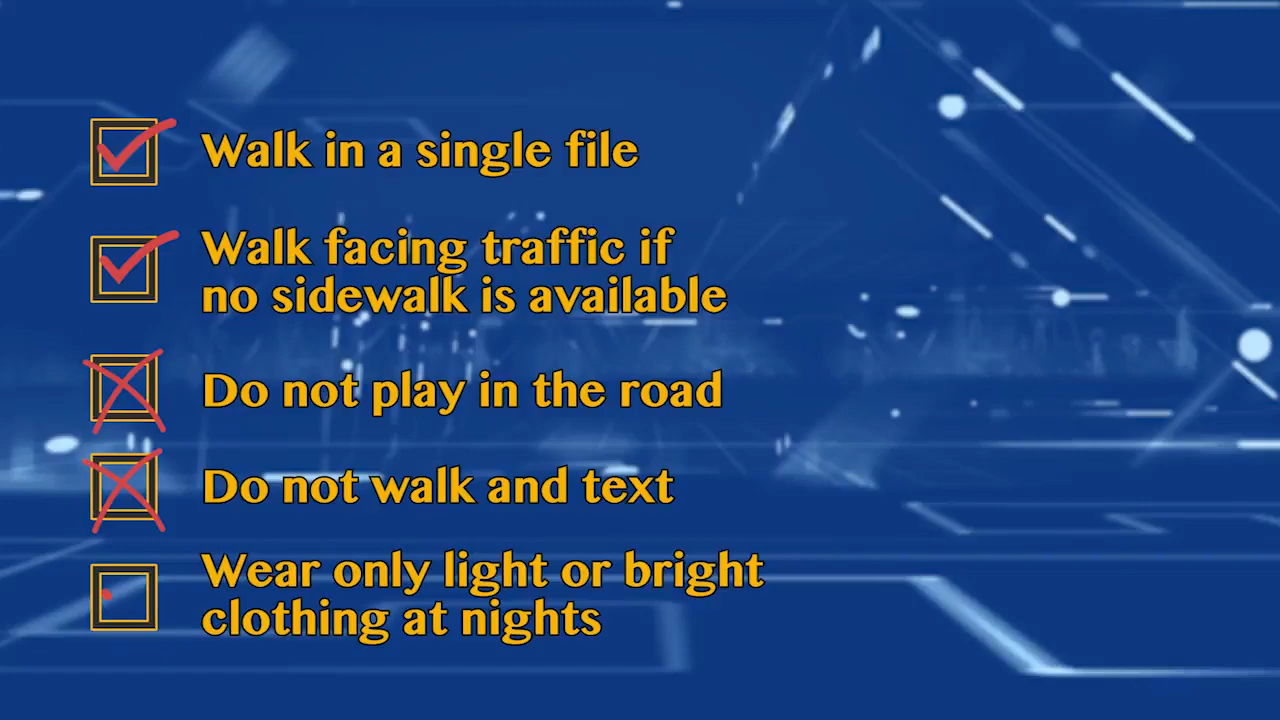 Walk in a single file
Walk facing traffic if
no sidewalk is available
Do not play in the road
Do not walk and text
Wear only light or bright
clothing at nights